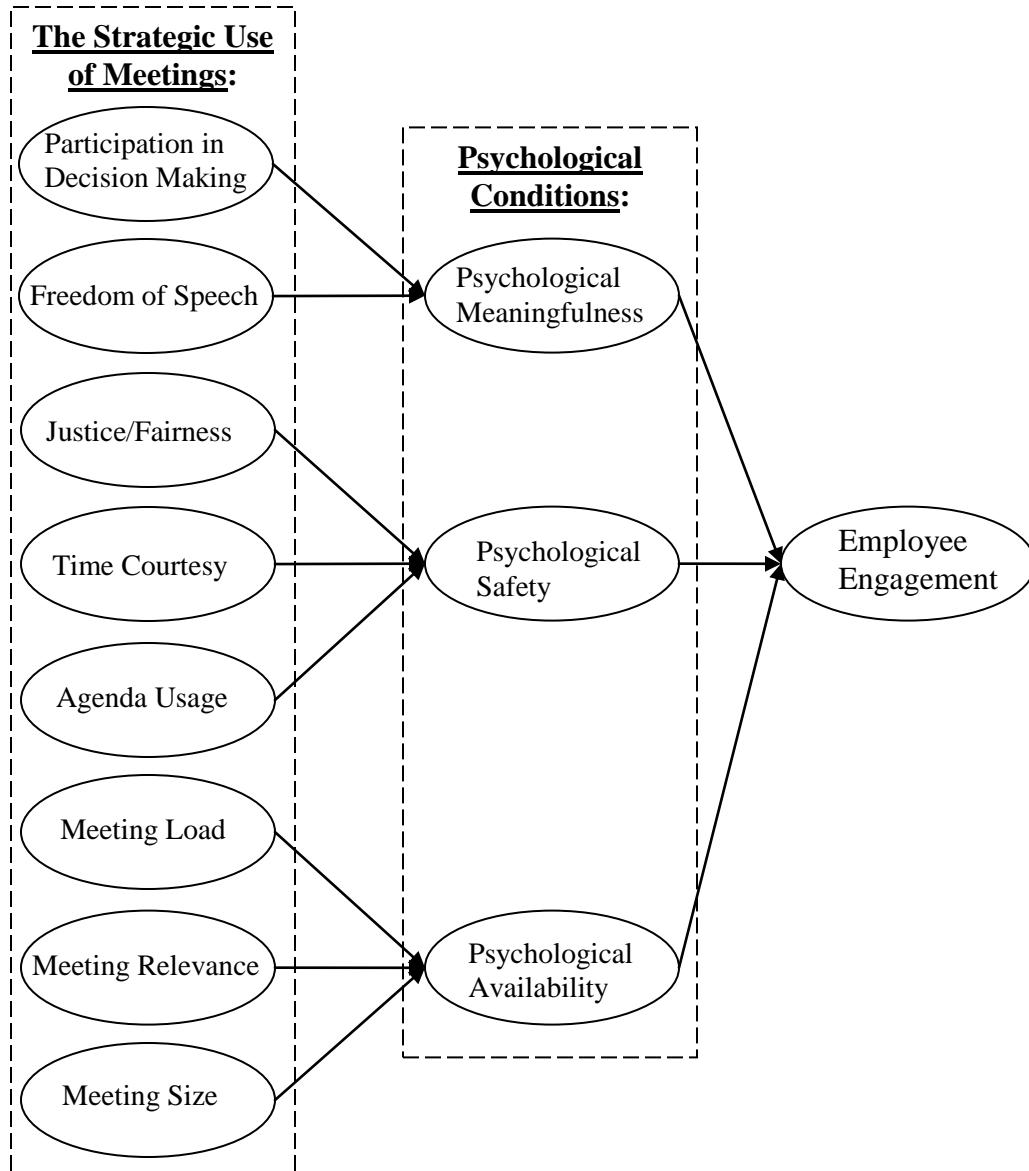 The Strategic Use
of Meetings:
Participation in
Decision Making
Freedom of Speech
Justice/Fairness
Time Courtesy
Agenda Usage
Meeting Load
Meeting Relevance
Meeting Size
Psychological
Conditions:
Psychological
Meaningfulness
Psychological
Safety
Psychological
Availability
Employee
Engagement